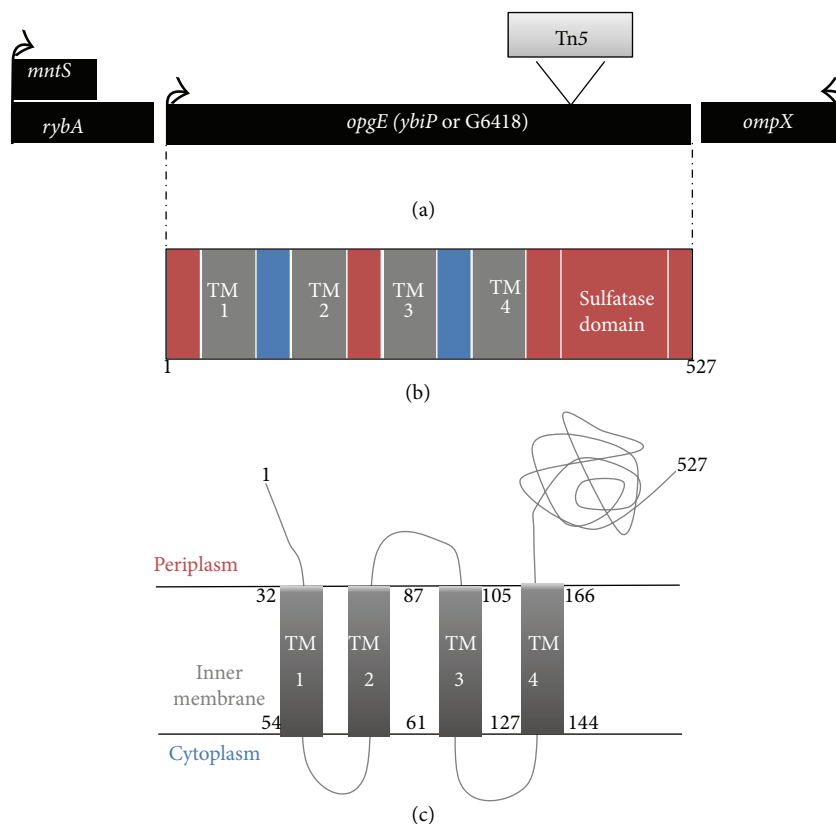 Tn5
mntS
rybA
opgE (ybiP or G6418)
ompX
(a)
TM
1
TM
2
TM
3
TM
4
Sulfatase
domain
1
527
(b)
1
527
Periplasm
32
87
105
166
TM
1
TM
2
TM
3
TM
4
Inner
membrane
54
61
127
144
Cytoplasm
(c)